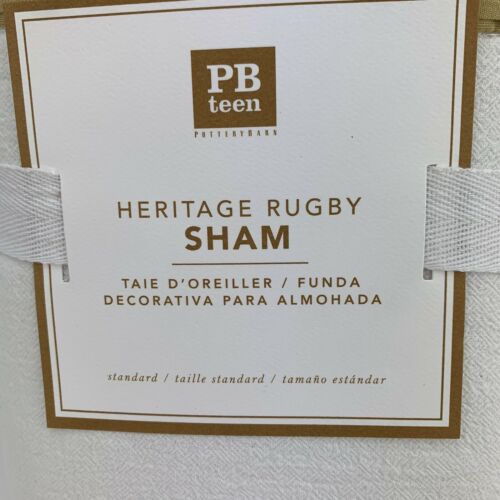 PB
teen
POTTERYBARN
HERITAGE RUGBY
SHAM
TAIE D'OREILLER / FUNDA
DECORATIVA PARA ALMOHADA
standard / taille standard / tamaño estándar